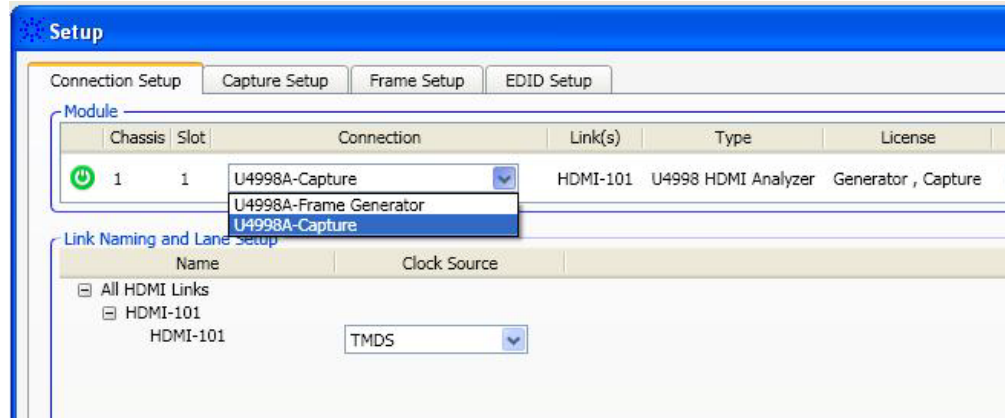 Setup
Connection Setup Capture Setup Frame Setup EDID Setup
Module
Chassis Slot Connection Link(s) Type License
1 1 U4998A-Capture HDMI-101 U4998 HDMI Analyzer Generator , Capture
U4998A-Frame Generator
U4998A-Capture
Link Naming and Lane Setup
Name Clock Source
All HDMI Links
HDMI-101
HDMI-101 TMDS